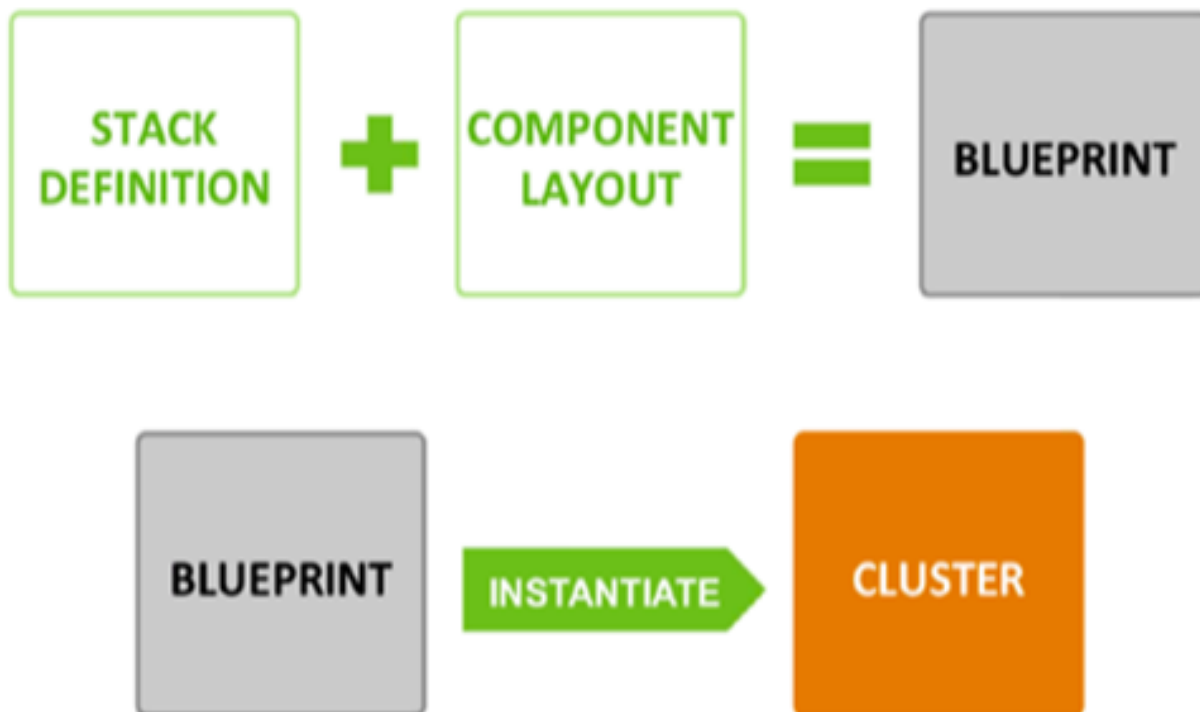 STACK
DEFINITION
COMPONENT
LAYOUT
BLUEPRINT
BLUEPRINT
INSTANTIATE
CLUSTER